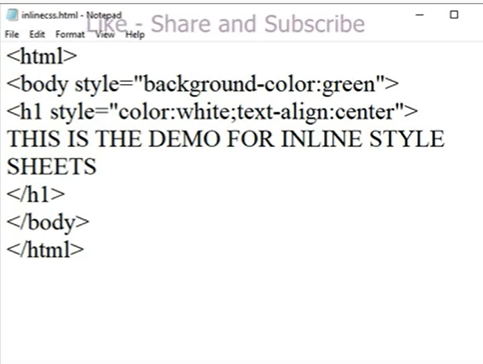 inlinecss.html - Notepad
Like - Share and Subscribe
File Edit Format View Help
<html>
<body style="background-color:green">
<h1 style="color:white;text-align:center">
THIS IS THE DEMO FOR INLINE STYLE
SHEETS
</h1>
</body>
</html>